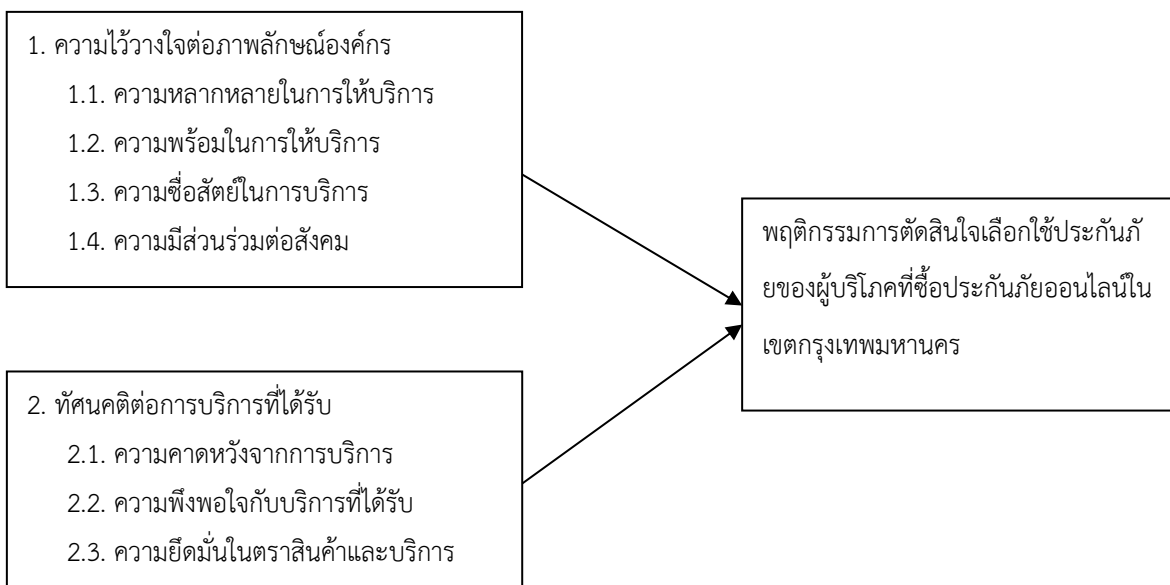 1. ความไว้วางใจต่อภาพลักษณ์องค์กร
1.1. ความหลากหลายในการให้บริการ
1.2. ความพร้อมในการให้บริการ
1.3. ความซื่อสัตย์ในการบริการ
1.4. ความมีส่วนร่วมต่อสังคม
พฤติกรรมการตัดสินใจเลือกใช้ประกันภั
ยของผู้บริโภคที่ซื้อประกันภัยออนไลน์ใน
เขตกรุงเทพมหานคร
2. ทัศนคติต่อการบริการที่ได้รับ
2.1. ความคาดหวังจากการบริการ
2.2. ความพึงพอใจกับบริการที่ได้รับ
2.3. ความยึดมั่นในตราสินค้าและบริการ